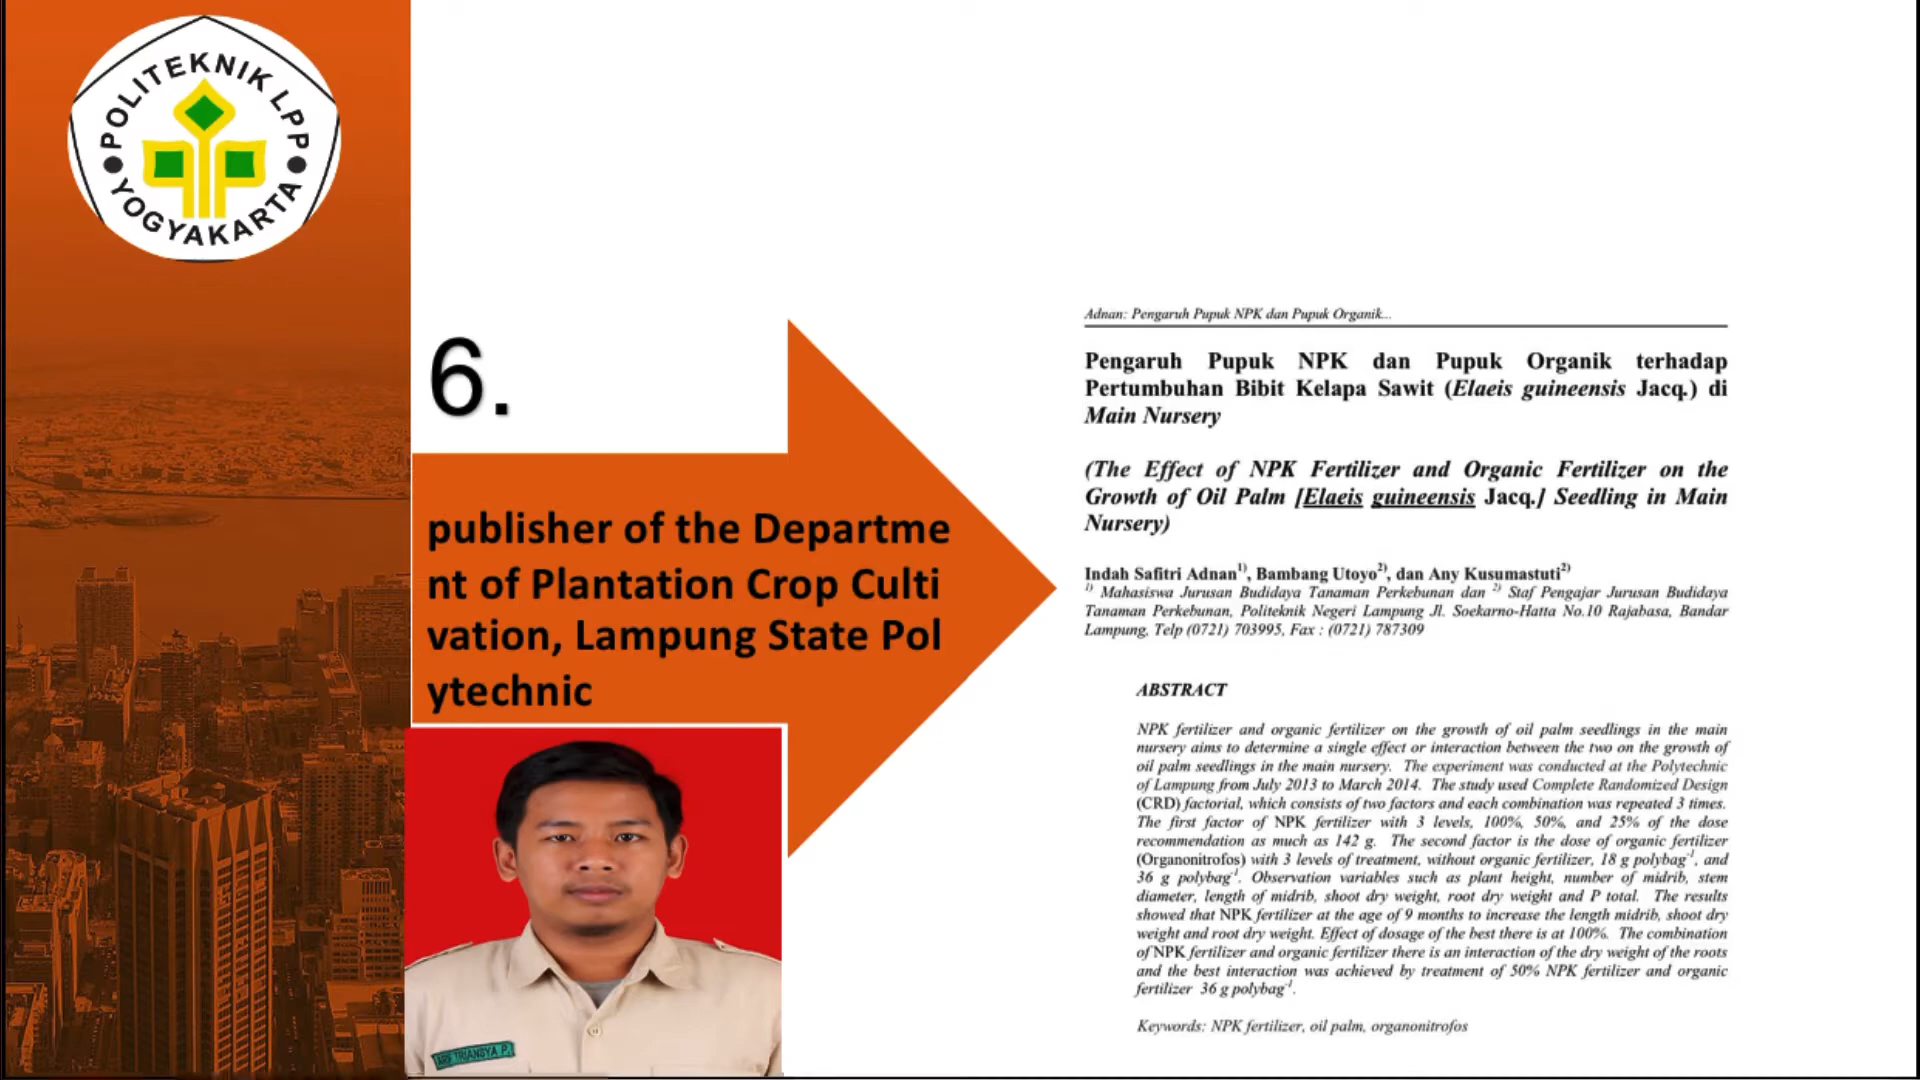 POLITEKNIK LPP
YOGYAKARTA
6.
publisher of the Departme
nt of Plantation Crop Culti
vation, Lampung State Pol
ytechnic
ARIF TRIANSYA P.
Adnan: Pengaruh Pupuk NPK dan Pupuk Organik...
Pengaruh Pupuk NPK dan Pupuk Organik terhadap
Pertumbuhan Bibit Kelapa Sawit (Elaeis guineensis Jacq.) di
Main Nursery
(The Effect of NPK Fertilizer and Organic Fertilizer on the
Growth of Oil Palm [Elaeis guineensis Jacq.] Seedling in Main
Nursery)
Indah Safitri Adnan1), Bambang Utoyo2), dan Any Kusumastuti2)
1) Mahasiswa Jurusan Budidaya Tanaman Perkebunan dan 2) Staf Pengajar Jurusan Budidaya
Tanaman Perkebunan, Politeknik Negeri Lampung Jl. Soekarno-Hatta No.10 Rajabasa, Bandar
Lampung, Telp (0721) 703995, Fax : (0721) 787309
ABSTRACT
NPK fertilizer and organic fertilizer on the growth of oil palm seedlings in the main
nursery aims to determine a single effect or interaction between the two on the growth of
oil palm seedlings in the main nursery. The experiment was conducted at the Polytechnic
of Lampung from July 2013 to March 2014. The study used Complete Randomized Design
(CRD) factorial, which consists of two factors and each combination was repeated 3 times.
The first factor of NPK fertilizer with 3 levels, 100%, 50%, and 25% of the dose
recommendation as much as 142 g. The second factor is the dose of organic fertilizer
(Organonitrofos) with 3 levels of treatment, without organic fertilizer, 18 g polybag-1, and
36 g polybag-1. Observation variables such as plant height, number of midrib, stem
diameter, length of midrib, shoot dry weight, root dry weight and P total. The results
showed that NPK fertilizer at the age of 9 months to increase the length midrib, shoot dry
weight and root dry weight. Effect of dosage of the best there is at 100%. The combination
of NPK fertilizer and organic fertilizer there is an interaction of the dry weight of the roots
and the best interaction was achieved by treatment of 50% NPK fertilizer and organic
fertilizer 36 g polybag-1.
Keywords: NPK fertilizer, oil palm, organonitrofos